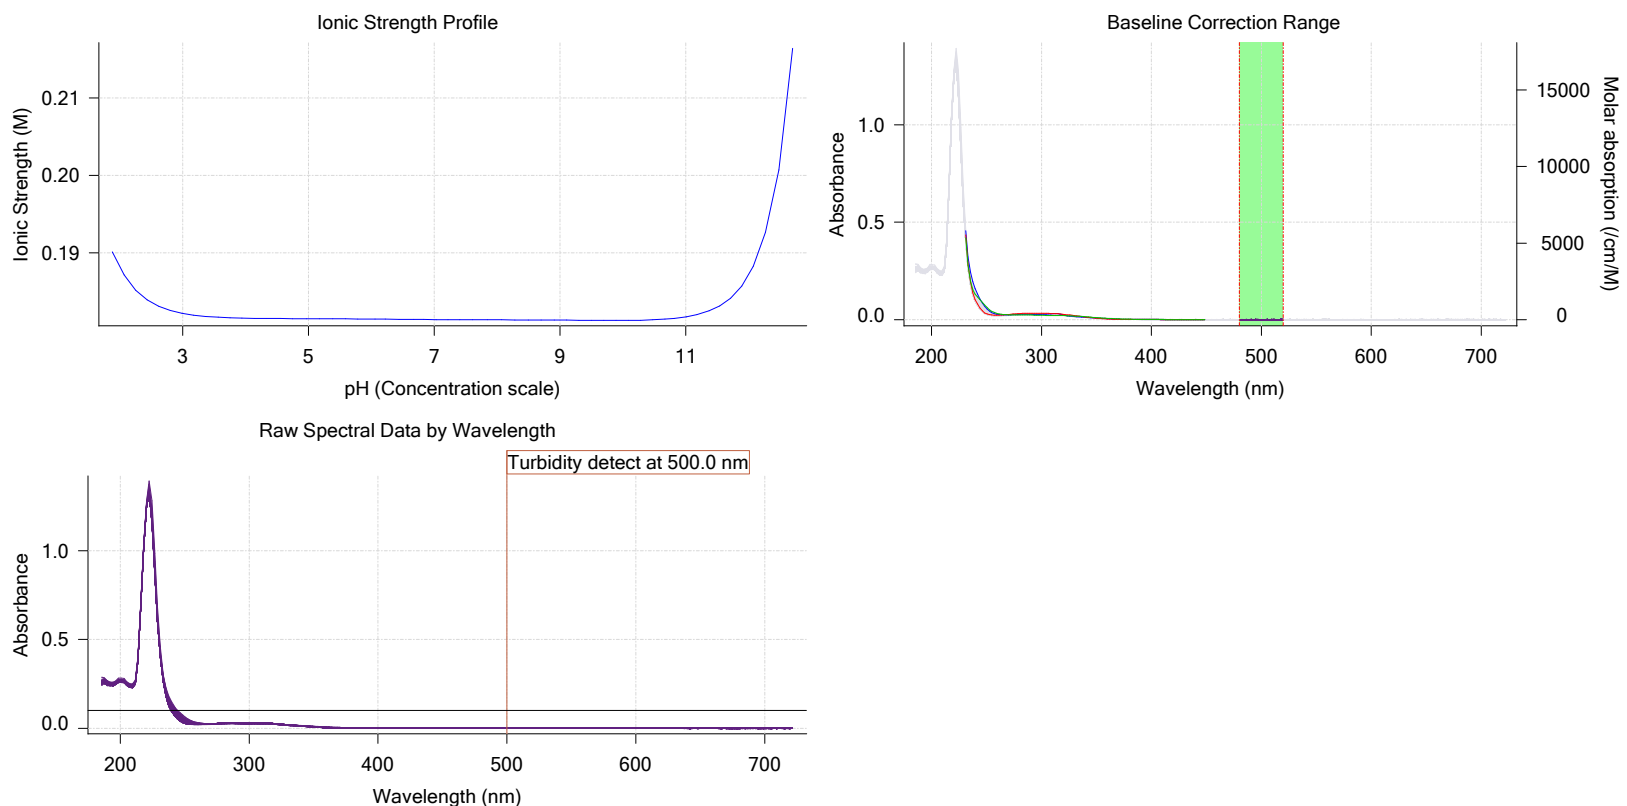 Ionic Strength Profile
Ionic Strength (M)
0.21
0.20
0.19
3 5 7 9 11
pH (Concentration scale)
Baseline Correction Range
Absorbance
1.0
0.5
0.0
15000
10000
5000
0
Molar absorption (/cm/M)
200 300 400 500 600 700
Wavelength (nm)
Raw Spectral Data by Wavelength
Turbidity detect at 500.0 nm
Absorbance
1.0
0.5
0.0
200 300 400 500 600 700
Wavelength (nm)